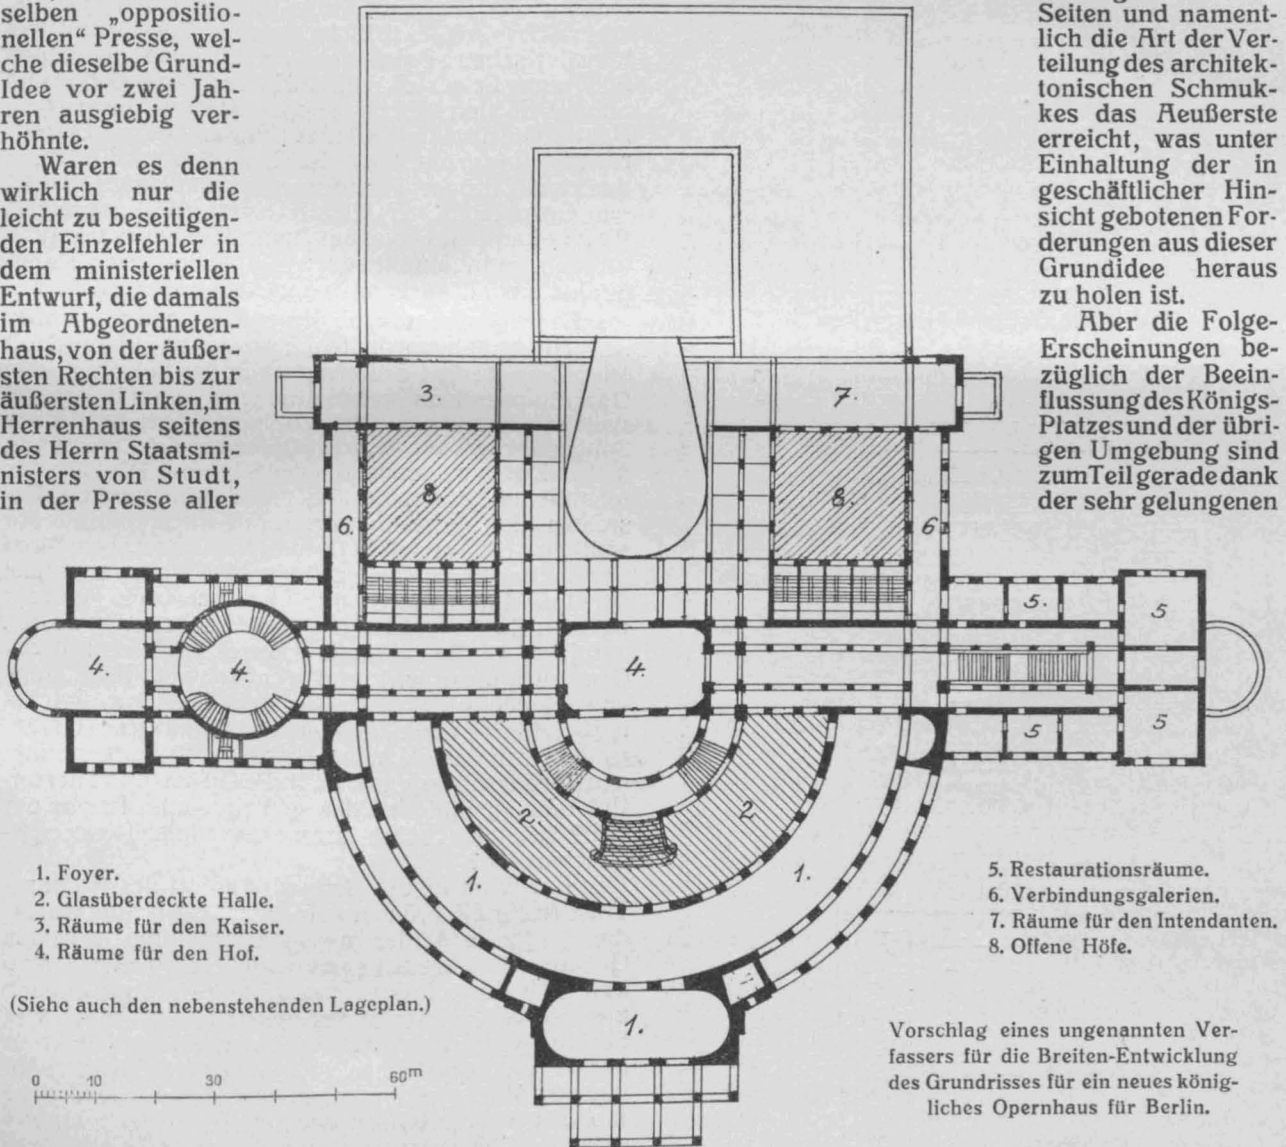 selben „oppositio-
nellen“ Presse, wel-
che dieselbe Grund-
Idee vor zwei Jah-
ren ausgiebig ver-
höhnte.
Waren es denn
wirklich nur die
leicht zu beseitigen-
den Einzelfehler in
dem ministeriellen
Entwurf, die damals
im Abgeordneten-
haus, von der äußer-
sten Rechten bis zur
äußersten Linken, im
Herrenhaus seitens
des Herrn Staatsmi-
nisters von Studt,
in der Presse aller
Seiten und nament-
lich die Art der Ver-
teilung des architek-
tonischen Schmuk-
kes das Aeußerste
erreicht, was unter
Einhaltung der in
geschäftlicher Hin-
sicht gebotenen For-
derungen aus dieser
Grundidee heraus
zu holen ist.
Aber die Folge-
Erscheinungen be-
züglich der Beein-
flussung des Königs-
Platzes und der übri-
gen Umgebung sind
zum Teil gerade dank
der sehr gelungenen
3
7.
8.
8.
6.
6
5.
5
4.
4.
4.
5
5
2.
2
1.
1.
1.
1. Foyer.
2. Glasüberdeckte Halle.
3. Räume für den Kaiser.
4. Räume für den Hof.
5. Restaurationsräume.
6. Verbindungsgalerien.
7. Räume für den Intendanten.
8. Offene Höfe.
(Siehe auch den nebenstehenden Lageplan.)
0 10 30 60m
Vorschlag eines ungenannten Ver-
fassers für die Breiten-Entwicklung
des Grundrisses für ein neues könig-
liches Opernhaus für Berlin.